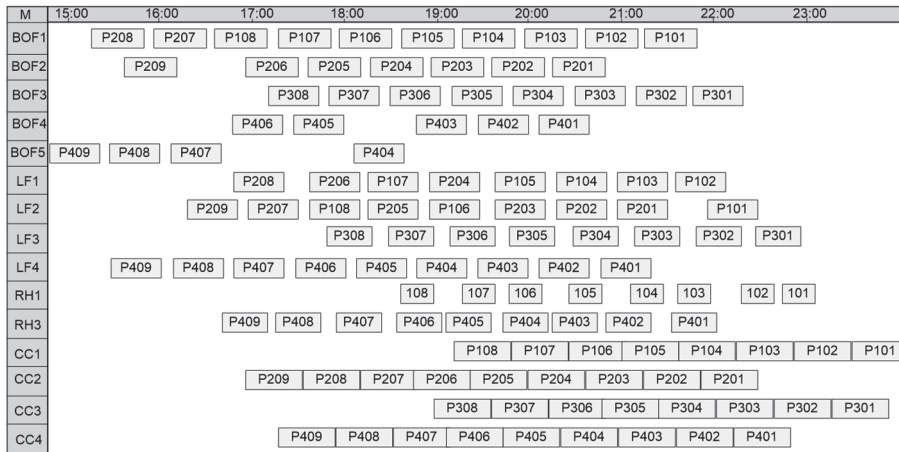 M 15:00 16:00 17:00 18:00 19:00 20:00 21:00 22:00 23:00
BOF1 P208 P207 P108 P107 P106 P105 P104 P103 P102 P101
BOF2 P209 P206 P205 P204 P203 P202 P201
BOF3 P308 P307 P306 P305 P304 P303 P302 P301
BOF4 P406 P405 P403 P402 P401
BOF5 P409 P408 P407 P404
LF1 P208 P206 P107 P204 P105 P104 P103 P102
LF2 P209 P207 P108 P205 P106 P203 P202 P201 P101
LF3 P308 P307 P306 P305 P304 P303 P302 P301
LF4 P409 P408 P407 P406 P405 P404 P403 P402 P401
RH1 108 107 106 105 104 103 102 101
RH3 P409 P408 P407 P406 P405 P404 P403 P402 P401
CC1 P108 P107 P106 P105 P104 P103 P102 P101
CC2 P209 P208 P207 P206 P205 P204 P203 P202 P201
CC3 P308 P307 P306 P305 P304 P303 P302 P301
CC4 P409 P408 P407 P406 P405 P404 P403 P402 P401